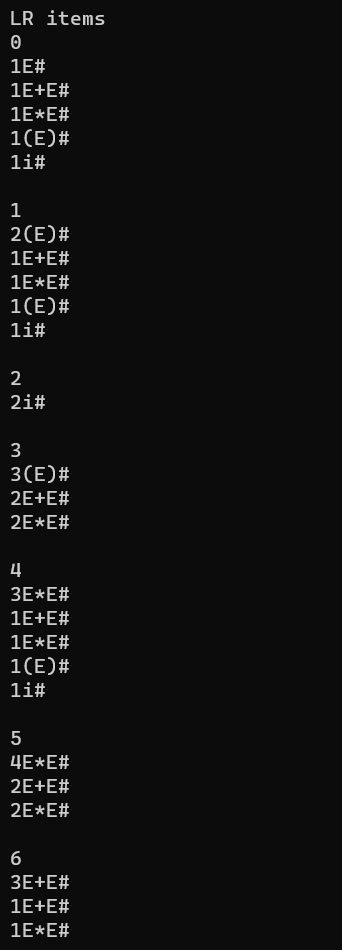 LR items
0
1E#
1E+E#
1E*E#
1(E)#
1i#

1
2(E)#
1E+E#
1E*E#
1(E)#
1i#

2
2i#

3
3(E)#
2E+E#
2E*E#

4
3E*E#
1E+E#
1E*E#
1(E)#
1i#

5
4E*E#
2E+E#
2E*E#

6
3E+E#
1E+E#
1E*E#